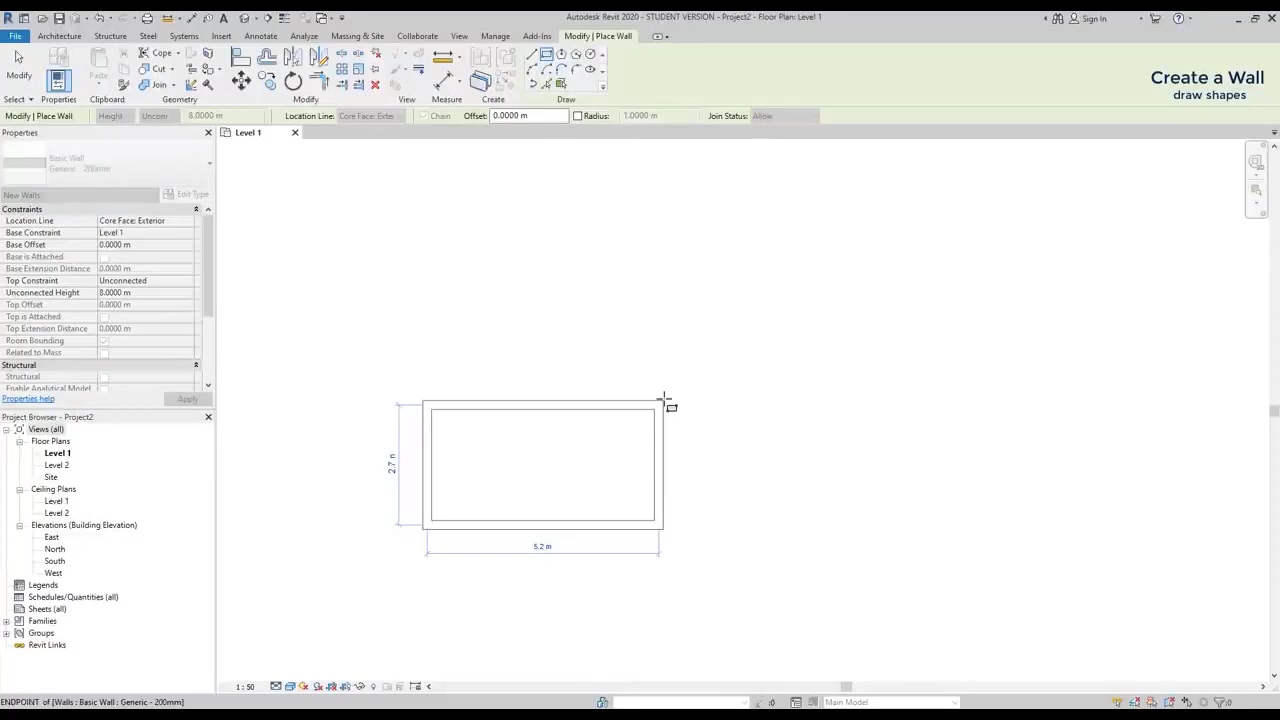 Autodesk Revit 2020 - STUDENT VERSION - Project2 - Floor Plan: Level 1
Sign In
File Architecture Structure Steel Systems Insert Annotate Analyze Massing & Site Collaborate View Manage Add-Ins Modify | Place Wall
Create a Wall
draw shapes
Modify Paste Cope
Cut
Join
Select Properties Clipboard Geometry Modify View Measure Create Draw
Modify | Place Wall Height Uncon 8.0000 m Location Line: Core Face: Exter Chain Offset: 0.0000 m Radius: 1.0000 m Join Status: Allow
Properties
Level 1
Basic Wall
Generic - 200mm
New Walls Edit Type
Constraints
Location Line Core Face: Exterior
Base Constraint Level 1
Base Offset 0.0000 m
Base is Attached
Base Extension Distance 0.0000 m
Top Constraint Unconnected
Unconnected Height 8.0000 m
Top Offset 0.0000 m
Top is Attached
Top Extension Distance 0.0000 m
Room Bounding
Related to Mass
Structural
Structural
Enable Analytical Model
Properties help Apply
Project Browser - Project2
Views (all)
Floor Plans
Level 1
Level 2
Site
Ceiling Plans
Level 1
Level 2
Elevations (Building Elevation)
East
North
South
West
Legends
Schedules/Quantities (all)
Sheets (all)
Families
Groups
Revit Links
2.7 m
5.2 m
1 : 50
ENDPOINT of [Walls : Basic Wall : Generic - 200mm]
:0
Main Model
:0